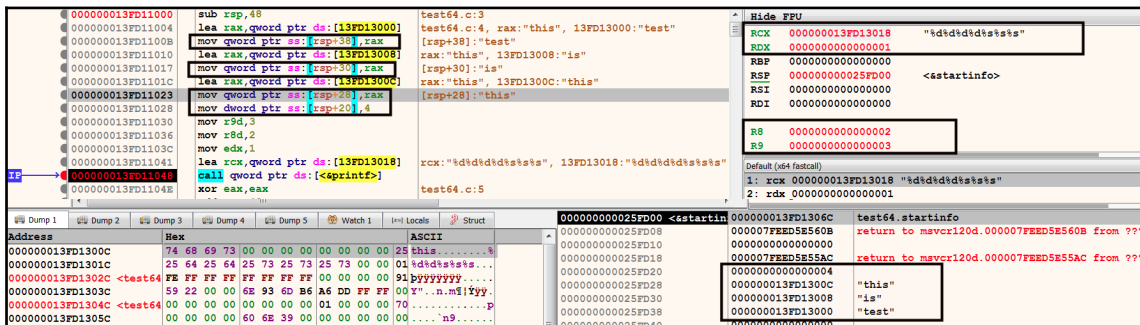 000000013FD11000 sub rsp,48 test64.c:3
000000013FD11004 lea rax,qword ptr ds:[13FD13000] test64.c:4, rax:"this", 13FD13000:"test"
000000013FD1100B mov qword ptr ss:[rsp+38],rax [rsp+38]:"test"
000000013FD11010 lea rax,qword ptr ds:[13FD13008] rax:"this", 13FD13008:"is"
000000013FD11017 mov qword ptr ss:[rsp+30],rax [rsp+30]:"is"
000000013FD1101C lea rax,qword ptr ds:[13FD1300C] rax:"this", 13FD1300C:"this"
000000013FD11023 mov qword ptr ss:[rsp+28],rax [rsp+28]:"this"
000000013FD11028 mov dword ptr ss:[rsp+20],4
000000013FD11030 mov r9d,3
000000013FD11036 mov r8d,2
000000013FD1103C mov edx,1
000000013FD11041 lea rcx,qword ptr ds:[13FD13018] rcx:"%d%d%d%d%s%s%s", 13FD13018:"%d%d%d%d%s%s%s"
IP 000000013FD11048 call qword ptr ds:[<&printf>]
000000013FD1104E xor eax,eax test64.c:5
Hide FPU
RCX 000000013FD13018 "%d%d%d%d%s%s%s"
RDX 0000000000000001
RBP 0000000000000000
RSP 000000000025FD00 <&startinfo>
RSI 0000000000000000
RDI 0000000000000000
R8 0000000000000002
R9 0000000000000003
Default (x64 fastcall)
1: rcx 000000013FD13018 "%d%d%d%d%s%s%s"
2: rdx 0000000000000001
Dump 1 Dump 2 Dump 3 Dump 4 Dump 5 Watch 1 Locals Struct
Address Hex ASCII
000000013FD1300C 74 68 69 73 00 00 00 00 00 00 00 00 25 this........%
000000013FD1301C 25 64 25 64 25 73 25 73 25 73 00 00 01 %d%d%s%s%s...
000000013FD1302C <test64 FE FF FF FF FF FF FF FF 00 00 00 00 91 þÿÿÿÿÿÿÿ....
000000013FD1303C 59 22 00 00 6E 93 6D B6 A6 DD FF FF 00 Y"..n.m¶¦Ýÿÿ.
000000013FD1304C <test64 00 00 00 00 00 00 00 00 01 00 00 00 70 ............p
000000013FD1305C 00 00 00 00 60 6E 39 00 00 00 00 00 00 ....`n9......
000000000025FD00 <&startin 000000013FD1306C test64.startinfo
000000000025FD08 000007FEED5E560B return to msvcr120d.000007FEED5E560B from ???
000000000025FD10 0000000000000000
000000000025FD18 000007FEED5E55AC return to msvcr120d.000007FEED5E55AC from ???
000000000025FD20 0000000000000004
000000000025FD28 000000013FD1300C "this"
000000000025FD30 000000013FD13008 "is"
000000000025FD38 000000013FD13000 "test"